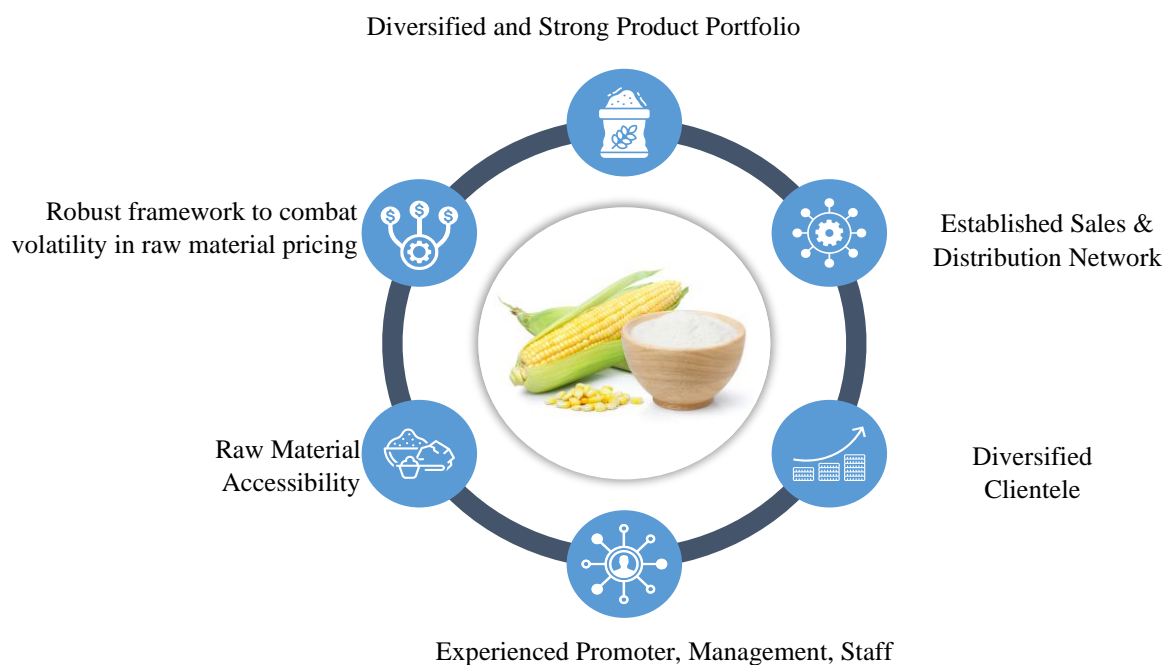 Diversified and Strong Product Portfolio
Robust framework to combat
volatility in raw material pricing
Established Sales &
Distribution Network
Raw Material
Accessibility
Diversified
Clientele
Experienced Promoter, Management, Staff